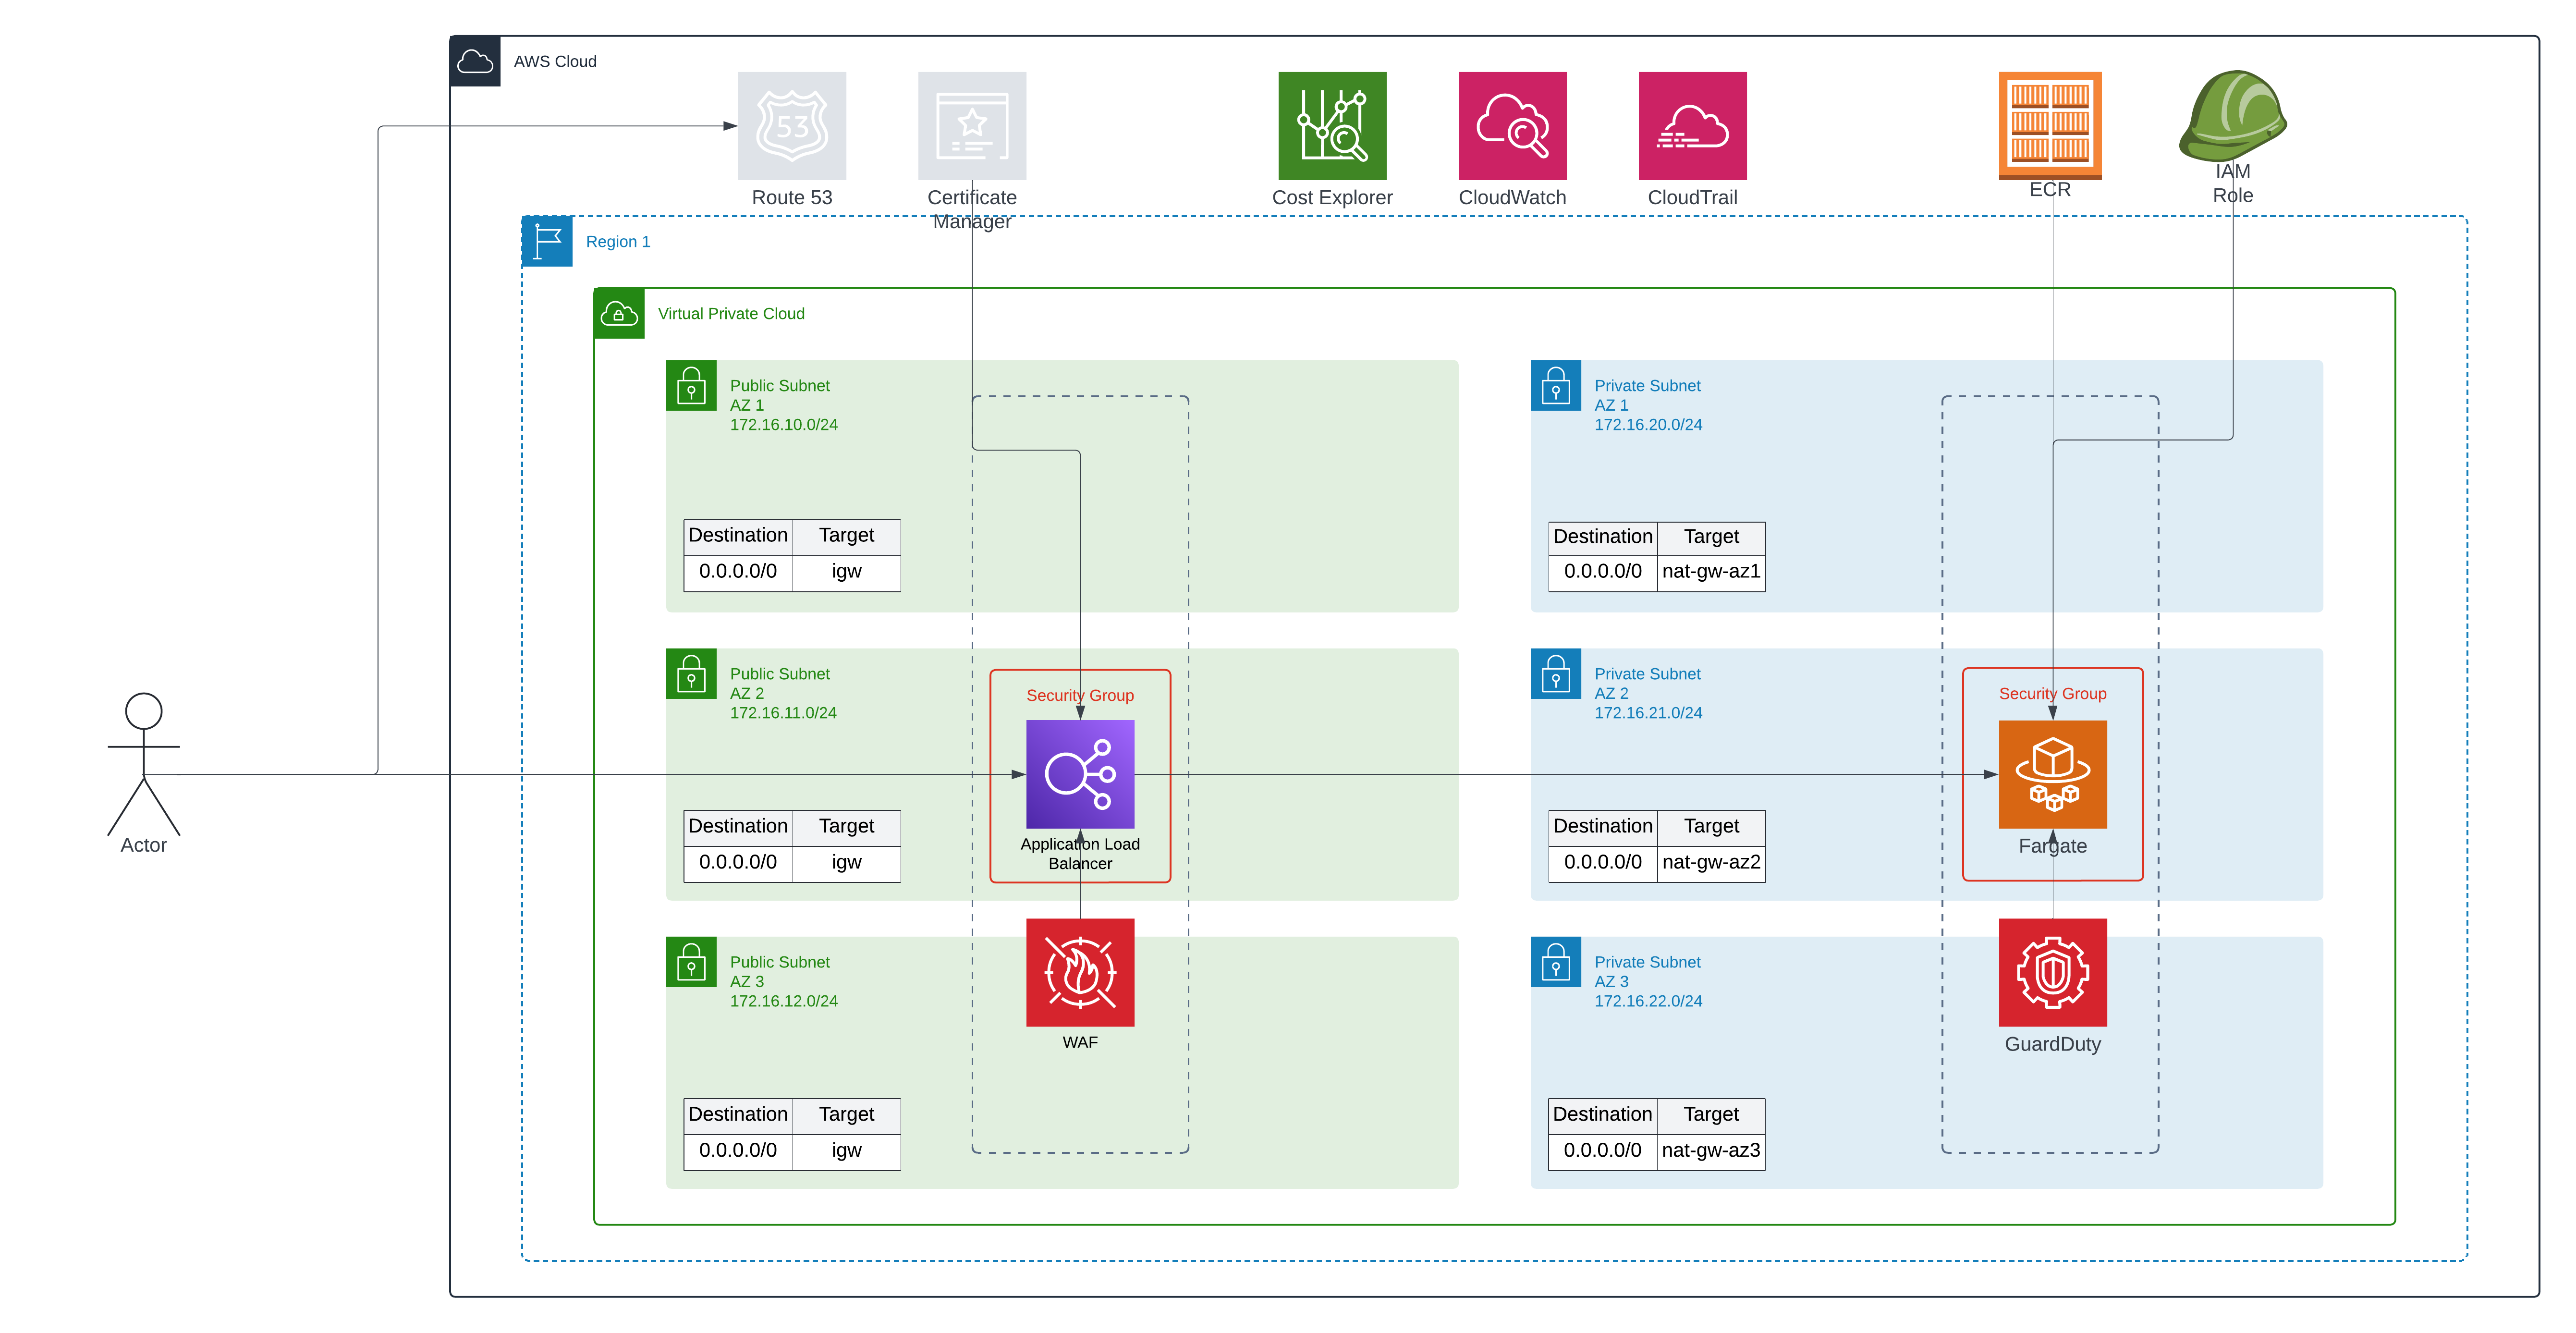 AWS Cloud
53
Route 53
Certificate
Manager
Cost Explorer
CloudWatch
CloudTrail
ECR
IAM
Role
Region 1
Virtual Private Cloud
Public Subnet
AZ 1
172.16.10.0/24
Destination Target
0.0.0.0/0 igw
Private Subnet
AZ 1
172.16.20.0/24
Destination Target
0.0.0.0/0 nat-gw-az1
Public Subnet
AZ 2
172.16.11.0/24
Destination Target
0.0.0.0/0 igw
Security Group
Application Load
Balancer
Private Subnet
AZ 2
172.16.21.0/24
Destination Target
0.0.0.0/0 nat-gw-az2
Security Group
Fargate
Actor
Public Subnet
AZ 3
172.16.12.0/24
Destination Target
0.0.0.0/0 igw
WAF
Private Subnet
AZ 3
172.16.22.0/24
Destination Target
0.0.0.0/0 nat-gw-az3
GuardDuty